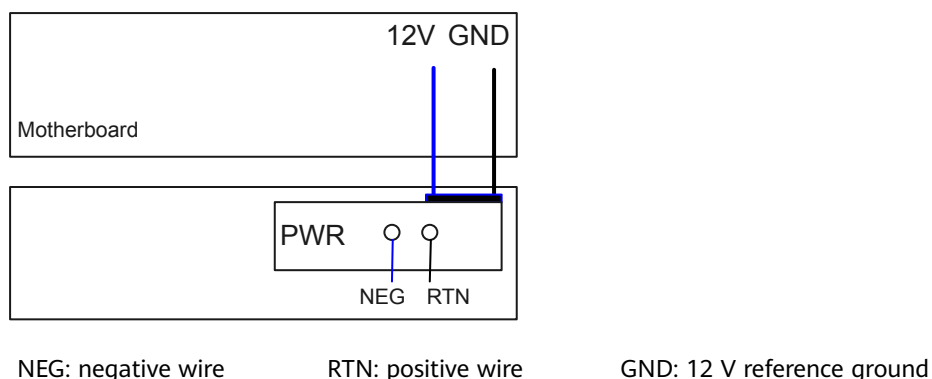 12V GND
Motherboard
PWR
NEG RTN
NEG: negative wire RTN: positive wire GND: 12 V reference ground